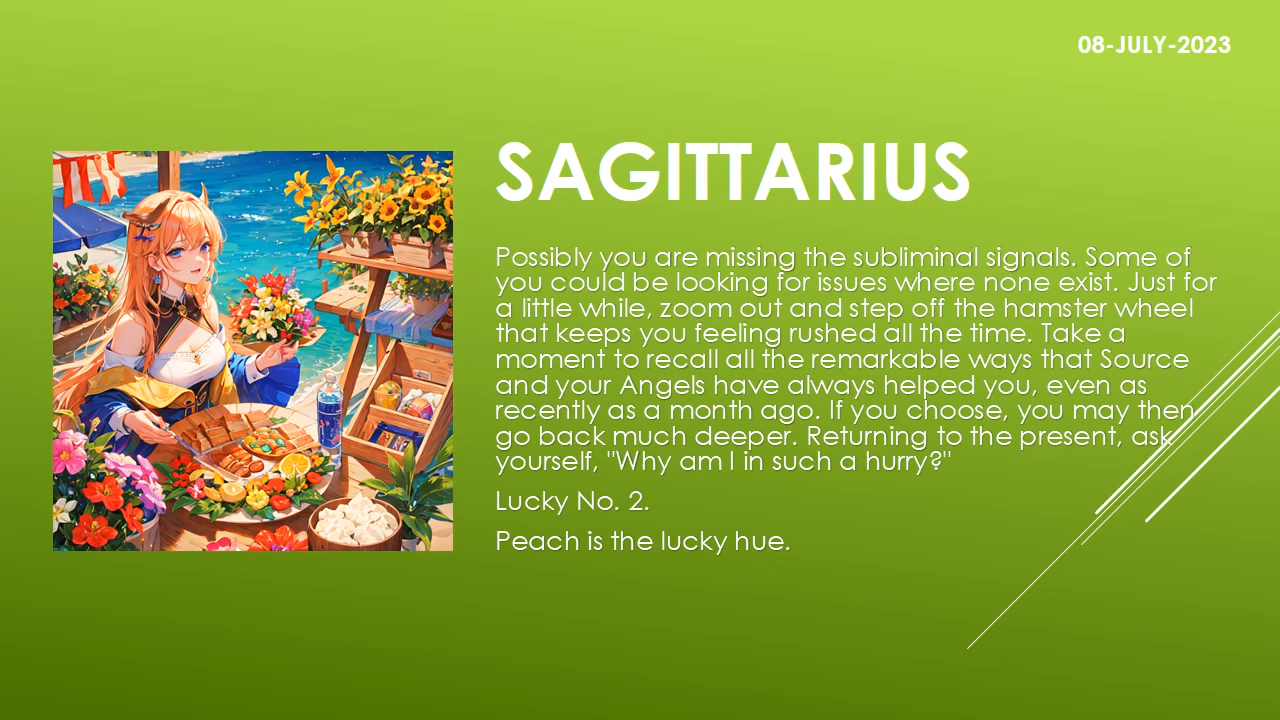 08-JULY-2023
SAGITTARIUS
Possibly you are missing the subliminal signals. Some of
you could be looking for issues where none exist. Just for
a little while, zoom out and step off the hamster wheel
that keeps you feeling rushed all the time. Take a
moment to recall all the remarkable ways that Source
and your Angels have always helped you, even as
recently as a month ago. If you choose, you may then
go back much deeper. Returning to the present, ask
yourself, "Why am I in such a hurry?"
Lucky No. 2.
Peach is the lucky hue.